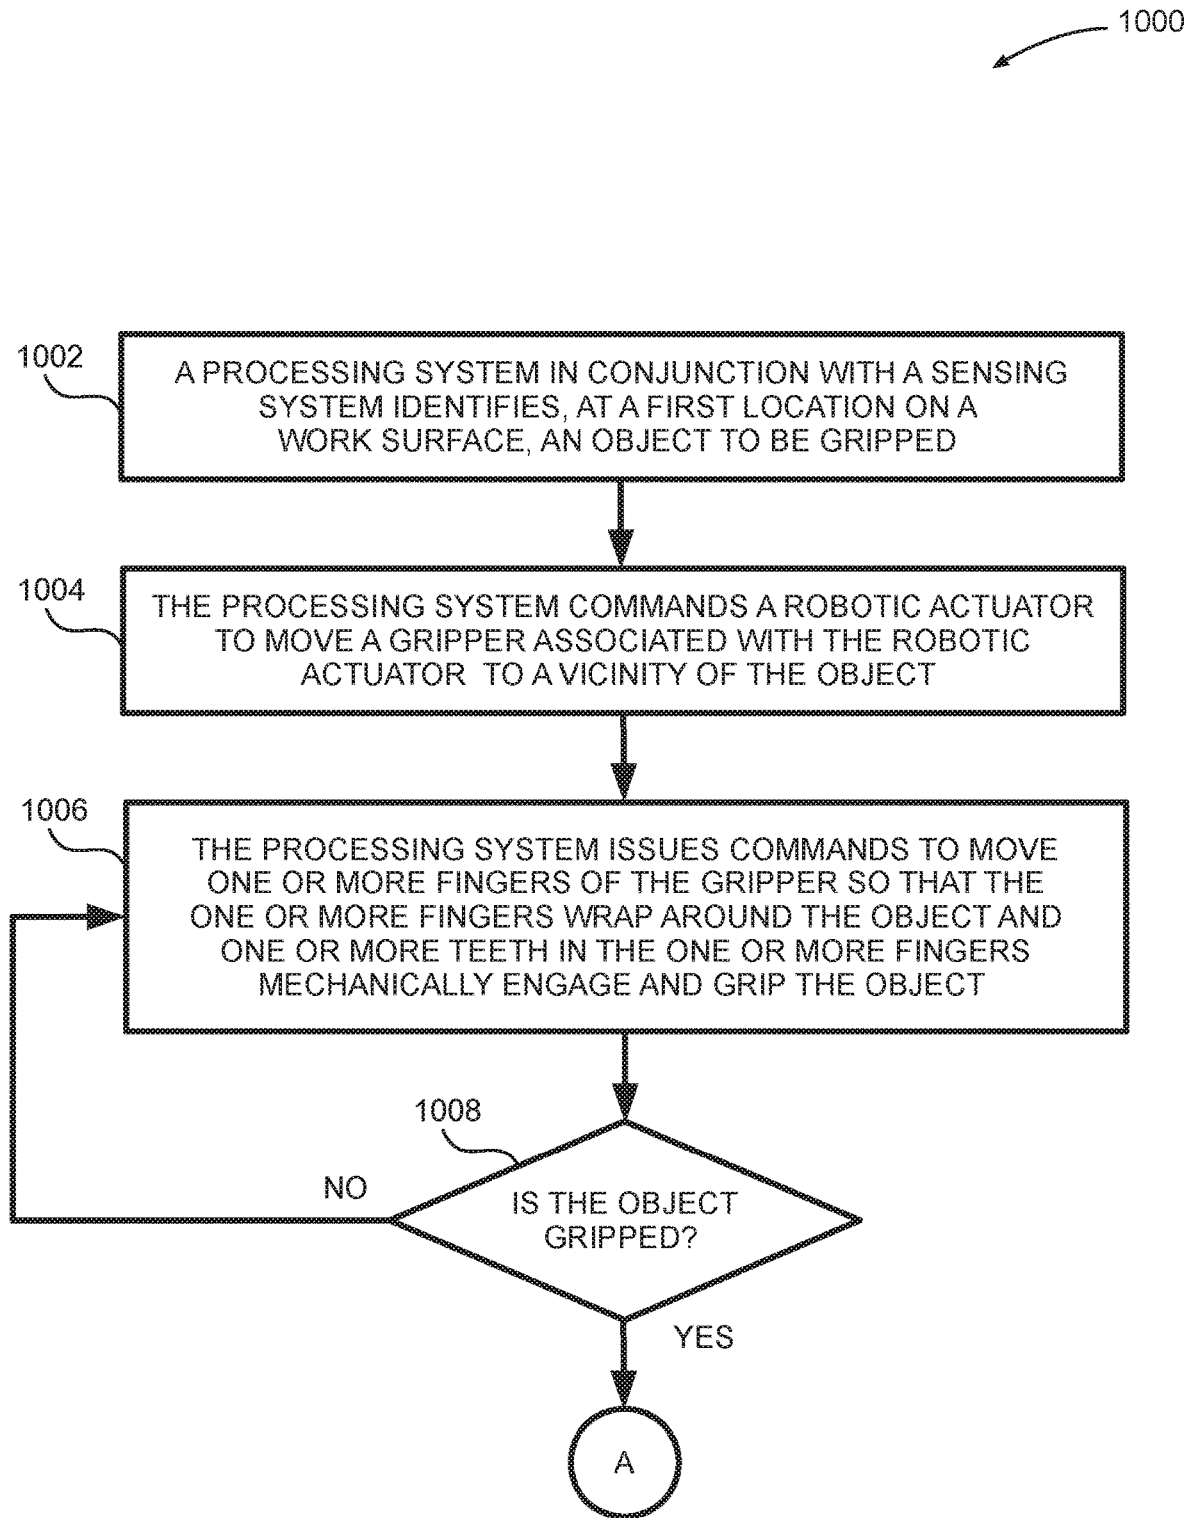 1000
1002
A PROCESSING SYSTEM IN CONJUNCTION WITH A SENSING
SYSTEM IDENTIFIES, AT A FIRST LOCATION ON A
WORK SURFACE, AN OBJECT TO BE GRIPPED
1004
THE PROCESSING SYSTEM COMMANDS A ROBOTIC ACTUATOR
TO MOVE A GRIPPER ASSOCIATED WITH THE ROBOTIC
ACTUATOR TO A VICINITY OF THE OBJECT
1006
THE PROCESSING SYSTEM ISSUES COMMANDS TO MOVE
ONE OR MORE FINGERS OF THE GRIPPER SO THAT THE
ONE OR MORE FINGERS WRAP AROUND THE OBJECT AND
ONE OR MORE TEETH IN THE ONE OR MORE FINGERS
MECHANICALLY ENGAGE AND GRIP THE OBJECT
1008
NO
IS THE OBJECT
GRIPPED?
YES
A